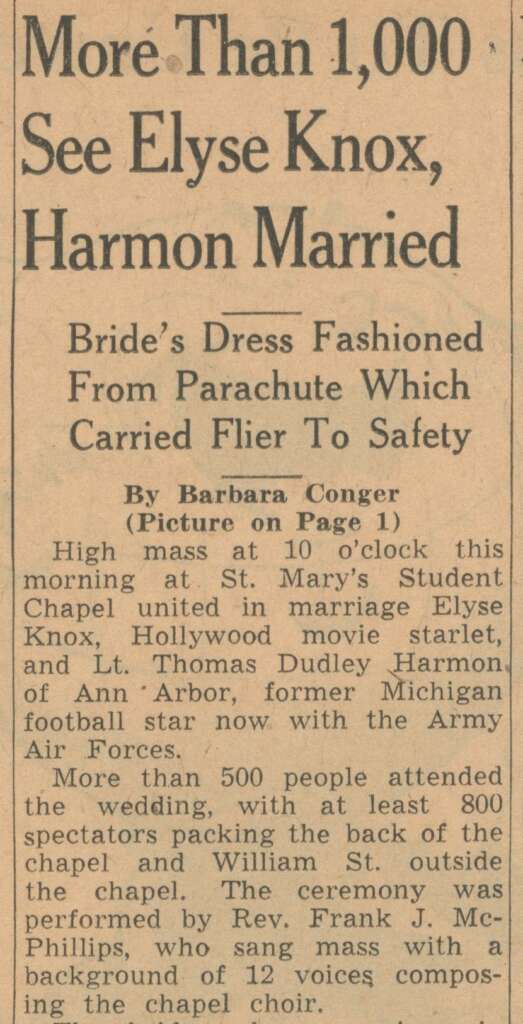 More Than 1,000
See Elyse Knox,
Harmon Married
Bride's Dress Fashioned
From Parachute Which
Carried Flier To Safety
By Barbara Conger
(Picture on Page 1)
High mass at 10 o'clock this
morning at St. Mary's Student
Chapel united in marriage Elyse
Knox, Hollywood movie starlet,
and Lt. Thomas Dudley Harmon
of Ann Arbor, former Michigan
football star now with the Army
Air Forces.
More than 500 people attended
the wedding, with at least 800
spectators packing the back of the
chapel and William St. outside
the chapel. The ceremony was
performed by Rev. Frank J. Mc-
Phillips, who sang mass with a
background of 12 voices compos-
ing the chapel choir.